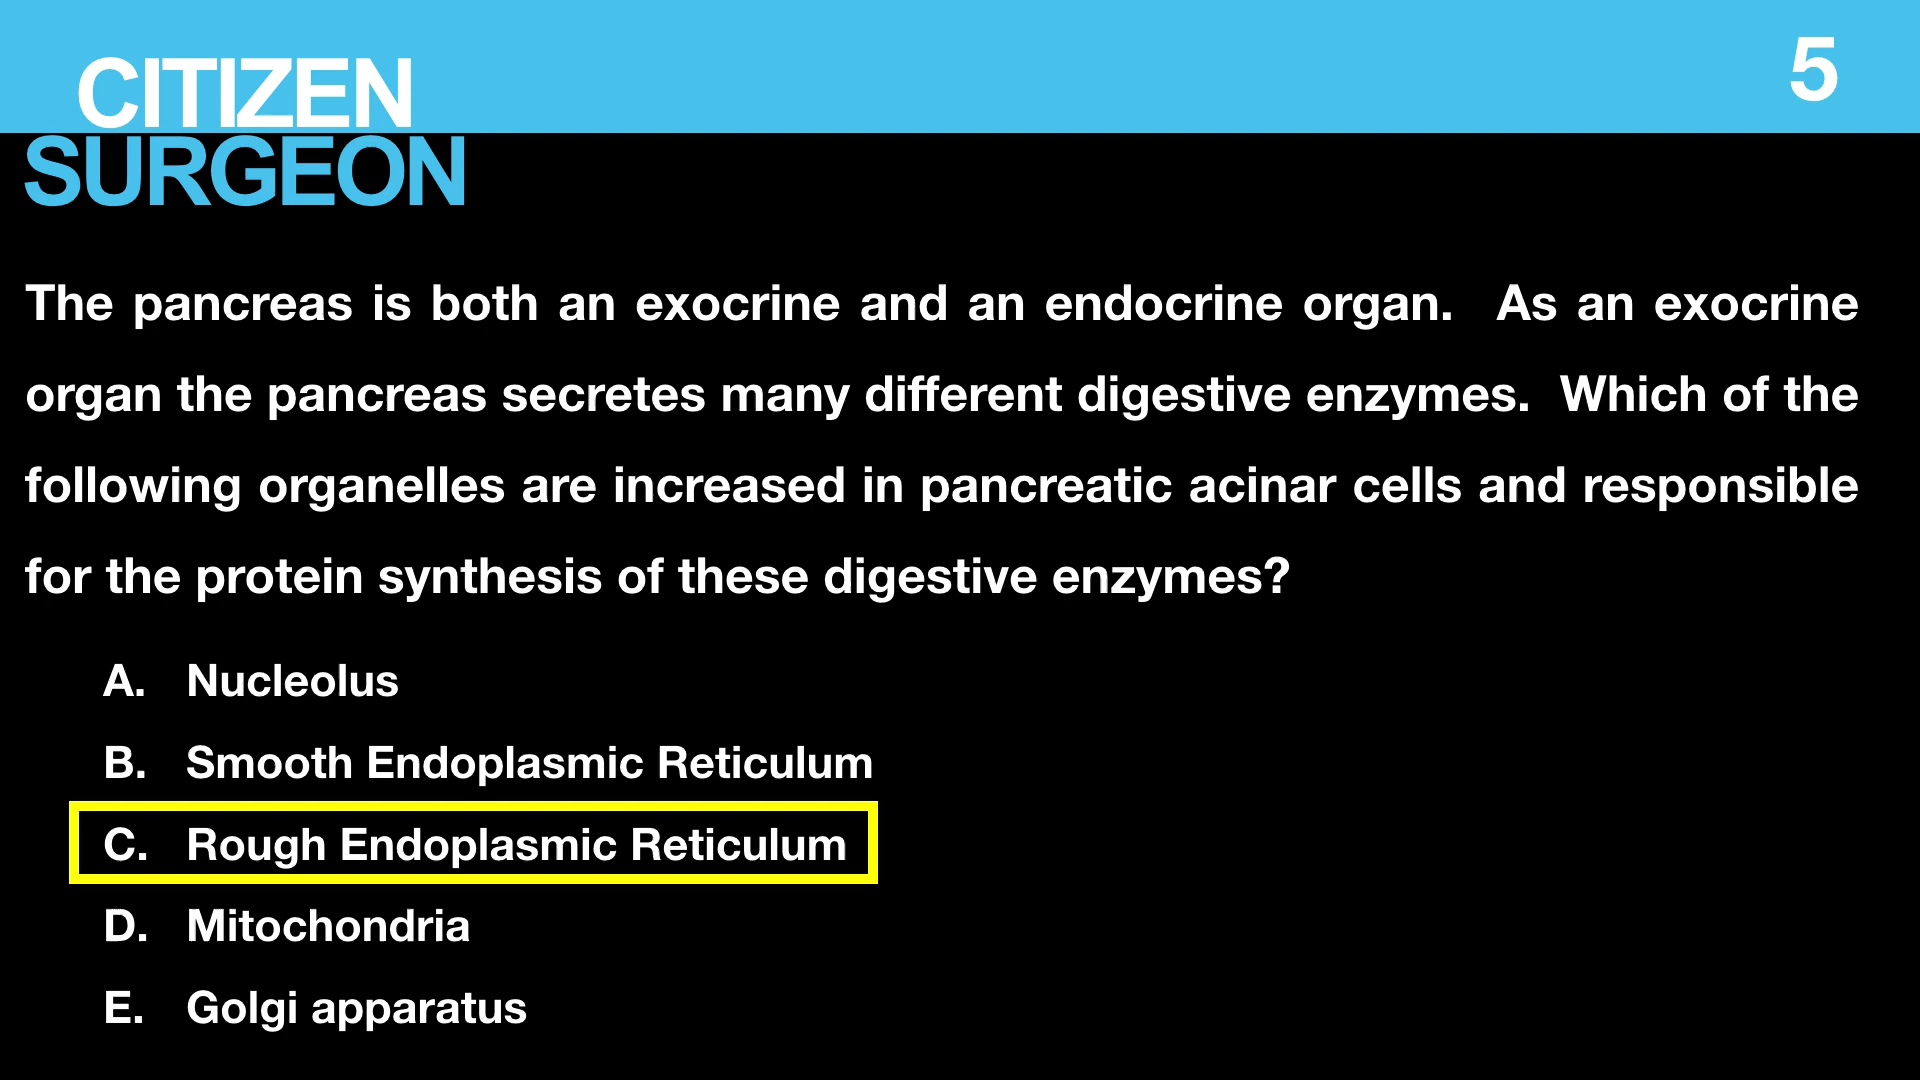 5
CITIZEN
SURGEON
The pancreas is both an exocrine and an endocrine organ.  As an exocrine
organ the pancreas secretes many different digestive enzymes.  Which of the
following organelles are increased in pancreatic acinar cells and responsible
for the protein synthesis of these digestive enzymes?
A. Nucleolus
B. Smooth Endoplasmic Reticulum
C. Rough Endoplasmic Reticulum
D. Mitochondria
E. Golgi apparatus